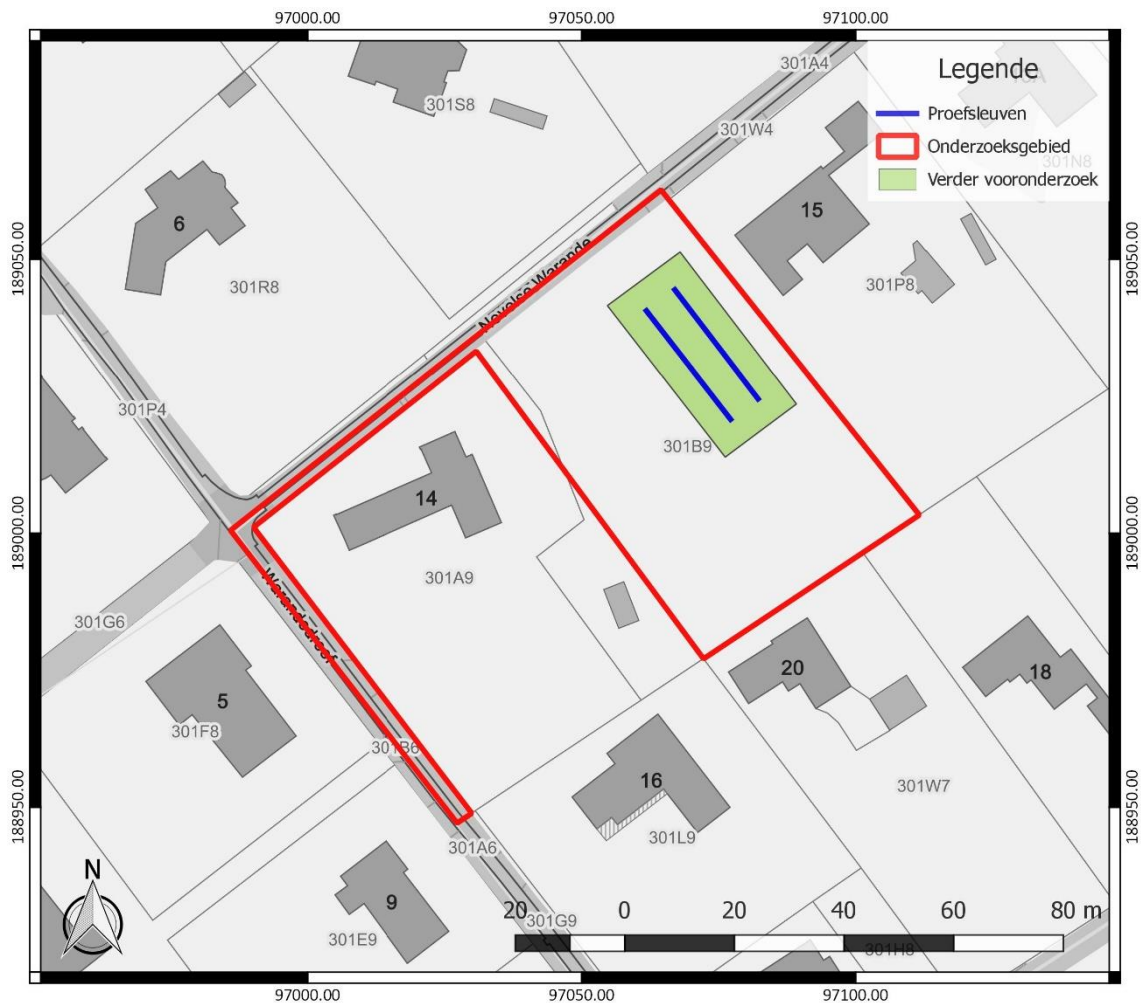 97000.00
97050.00
97100.00
189050.00
189000.00
188950.00
189050.00
189000.00
188950.00
301A4
301S8
301W4
Legende
Proefsleuven
Onderzoeksgebied
Verder vooronderzoek
301N8
6
15
301R8
Nevelse Warande
301P8
301P4
301B9
14
301A9
Warandedreef
301G6
20
18
5
301F8
301B6
16
301W7
301L9
301A6
N
9
301G9
301E9
20 0 20 40 60 80 m
301H8
97000.00
97050.00
97100.00